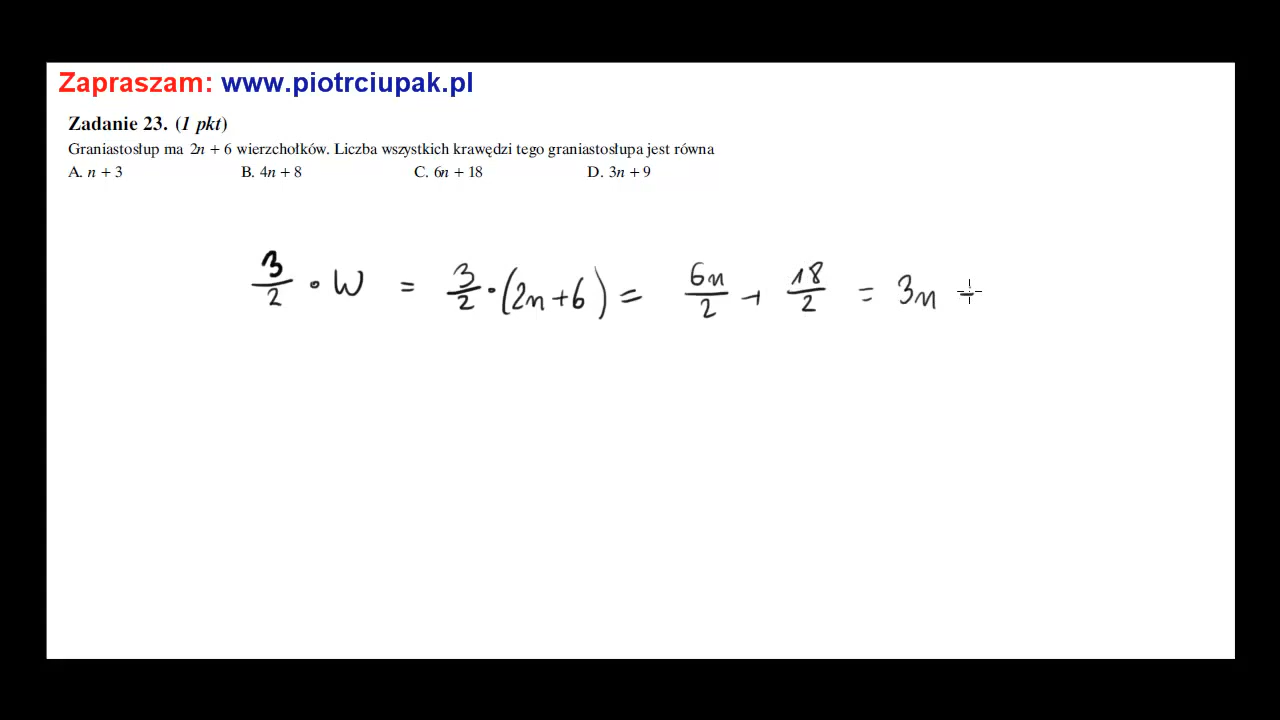 Zapraszam: www.piotrciupak.pl
Zadanie 23. (1 pkt)
Graniastosłup ma 2n + 6 wierzchołków. Liczba wszystkich krawędzi tego graniastosłupa jest równa
A. n + 3 B. 4n + 8 C. 6n + 18 D. 3n + 9
3/2 · W = 3/2 · (2n+6) = 6n/2 + 18/2 = 3n +